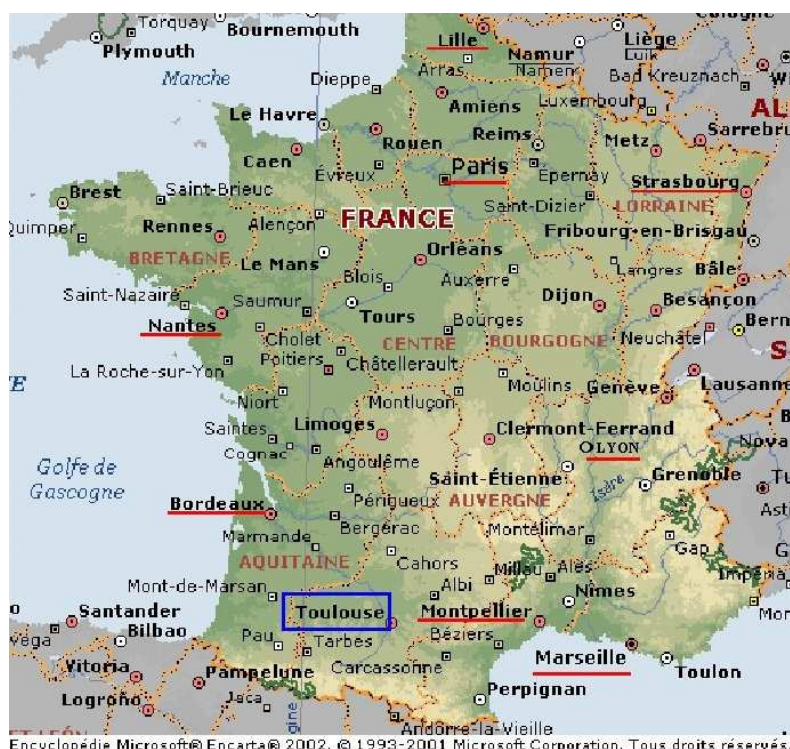 Torquay
Bournemouth
Plymouth
Lille
Namur
Namen
Liège
Luik
Manche
Dieppe
Arras
Bad Kreuznach
Amiens
Luxembourg
AL
Le Havre
Rouen
Reims
Metz
Sarrebru
Caen
Évreux
Paris
Epernay
Strasbourg
Brest
Saint-Brieuc
Saint-Dizier
LORRAINE
Quimper
Rennes
Alençon
FRANCE
Fribourg-en-Brisgau
BRETAGNE
Le Mans
Orléans
Blois
Auxerre
Langres
Bâle
Saint-Nazaire
Saumur
Tours
Dijon
Besançon
Nantes
Cholet
CENTRE
Bourges
BOURGOGNE
Neuchâtel
Bern
Poitiers
Châtellerault
La Roche-sur-Yon
Moulins
Genève
Lausanne
Niort
Montluçon
Saintes
Limoges
Clermont-Ferrand
Cognac
LYON
Nova
Golfe de
Gascogne
Angoulême
Saint-Étienne
Isère
Grenoble
Tu
Bordeaux
Périgueux
AUVERGNE
Asti
Marmande
Bergerac
Montélimar
AQUITAINE
Cahors
Gap
G
Mont-de-Marsan
Albi
Millau
Alès
Imperia
Santander
Toulouse
Montpellier
Nîmes
Mor
Bilbao
Pau
Tarbes
Béziers
Vitoria
Pampelune
Carcassonne
Marseille
Toulon
Logroño
Jaca
Perpignan
Andorre-la-Vieille
Encyclopédie Microsoft® Encarta® 2002. © 1993-2001 Microsoft Corporation. Tous droits réservés.